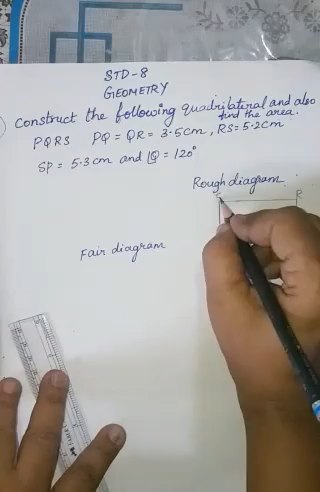 STD-8
GEOMETRY
Construct the following quadrilateral and also
find the area.
PQRS PQ = QR = 3.5cm, RS = 5.2cm
SP = 5.3cm and ∠Q = 120°
Rough diagram:
R
Fair diagram